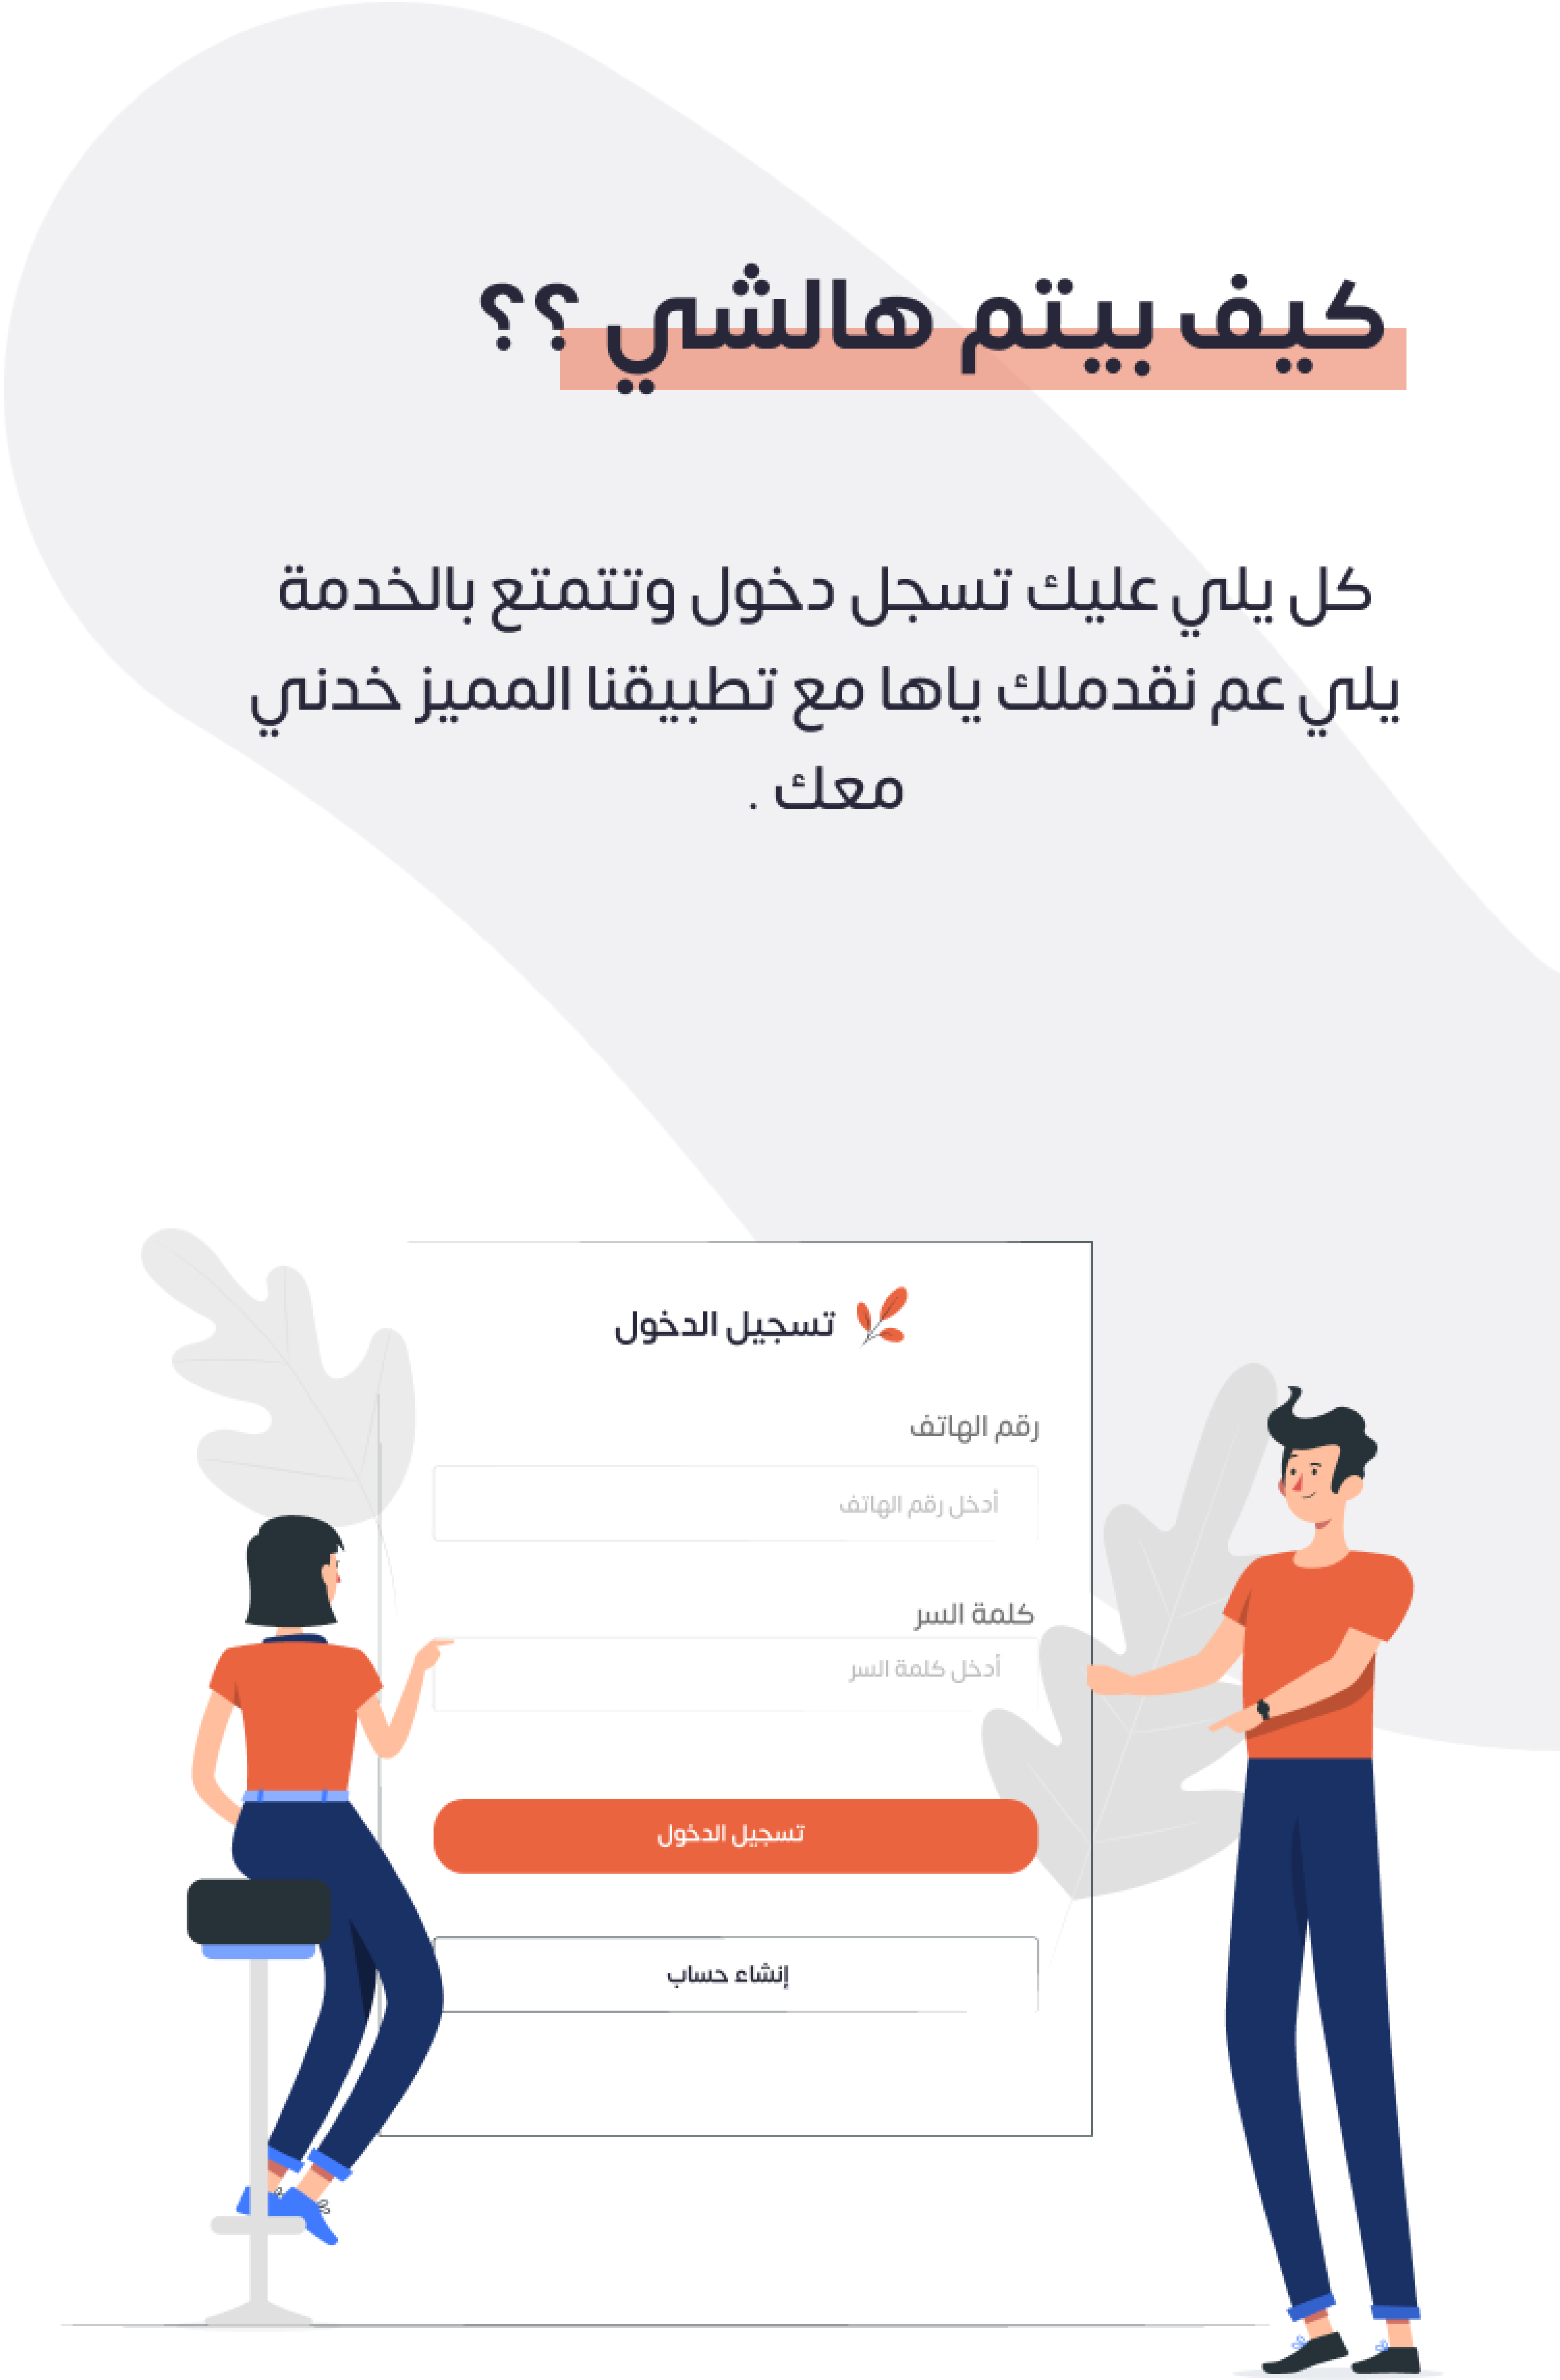 كيف بيتم هالشي ؟؟
كل يلي عليك تسجل دخول وتتمتع بالخدمة
يلي عم نقدملك ياها مع تطبيقنا المميز خدني
معك .
تسجيل الدخول
رقم الهاتف
أدخل رقم الهاتف
كلمة السر
أدخل كلمة السر
تسجيل الدخول
إنشاء حساب